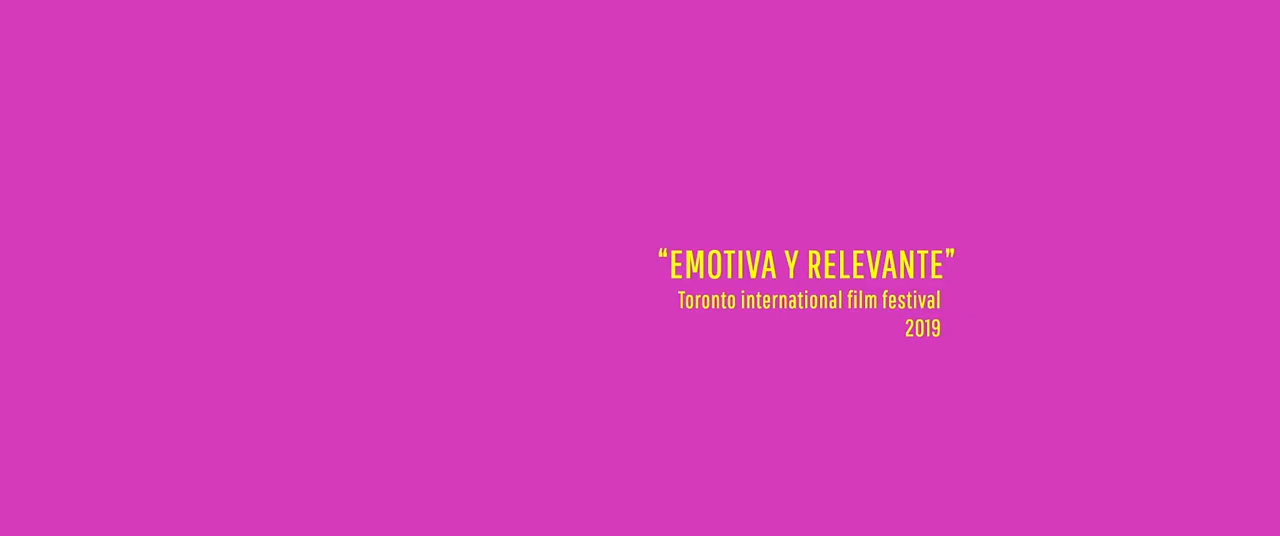 “EMOTIVA Y RELEVANTE”
Toronto international film festival
2019